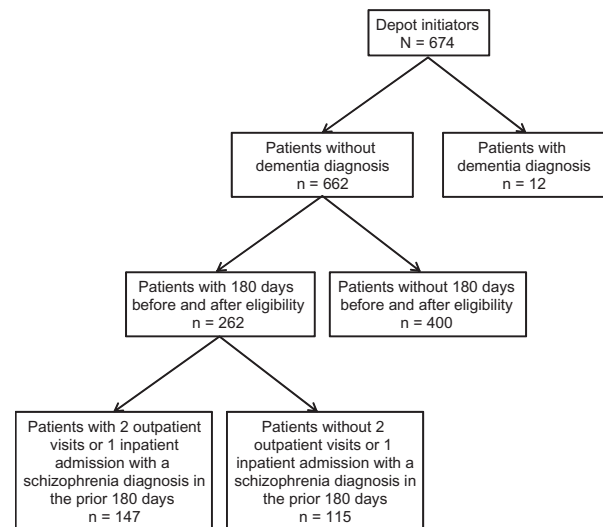 Depot initiators
N = 674
Patients without
dementia diagnosis
n = 662
Patients with
dementia diagnosis
n = 12
Patients with 180 days
before and after eligibility
n = 262
Patients without 180 days
before and after eligibility
n = 400
Patients with 2 outpatient
visits or 1 inpatient
admission with a
schizophrenia diagnosis in
the prior 180 days
n = 147
Patients without 2
outpatient visits or 1
inpatient admission with a
schizophrenia diagnosis in
the prior 180 days
n = 115